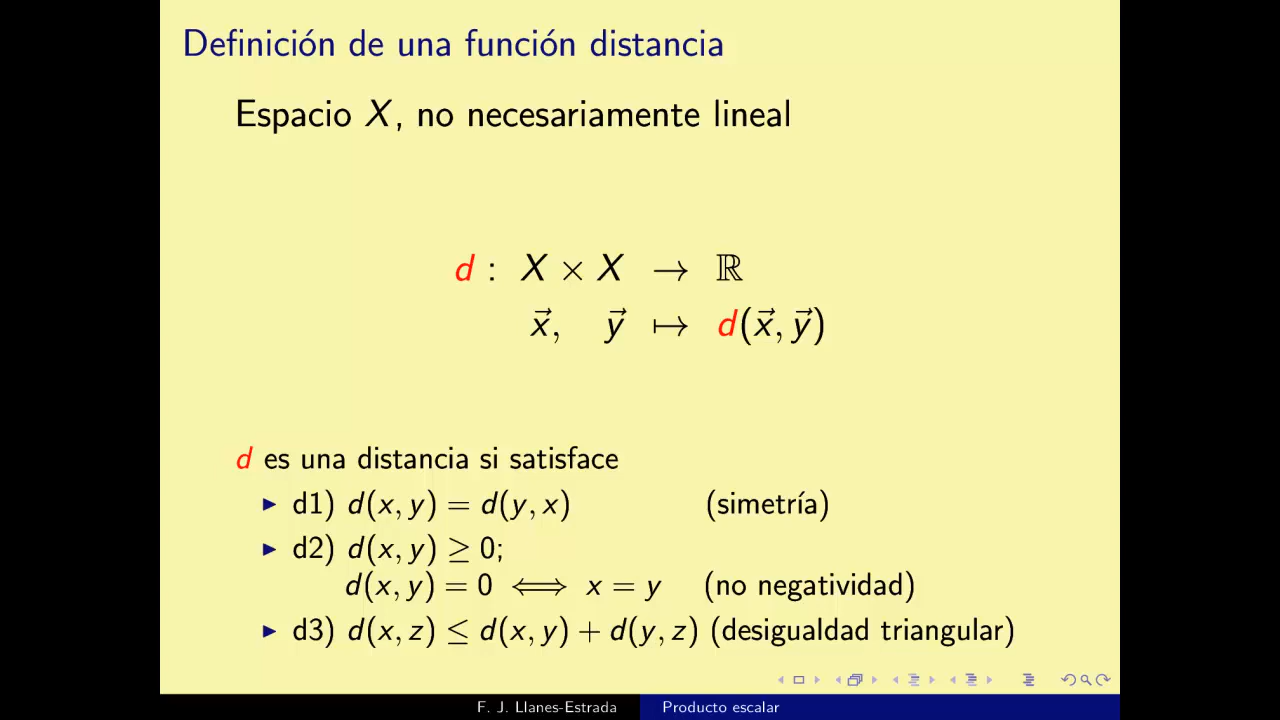 Definición de una función distancia
Espacio X, no necesariamente lineal
d : X × X → ℝ
x⃗, y⃗ ↦ d(x⃗, y⃗)
d es una distancia si satisface
▶ d1) d(x, y) = d(y, x) (simetría)
▶ d2) d(x, y) ≥ 0;
d(x, y) = 0 ⟺ x = y (no negatividad)
▶ d3) d(x, z) ≤ d(x, y) + d(y, z) (desigualdad triangular)
F. J. Llanes-Estrada Producto escalar